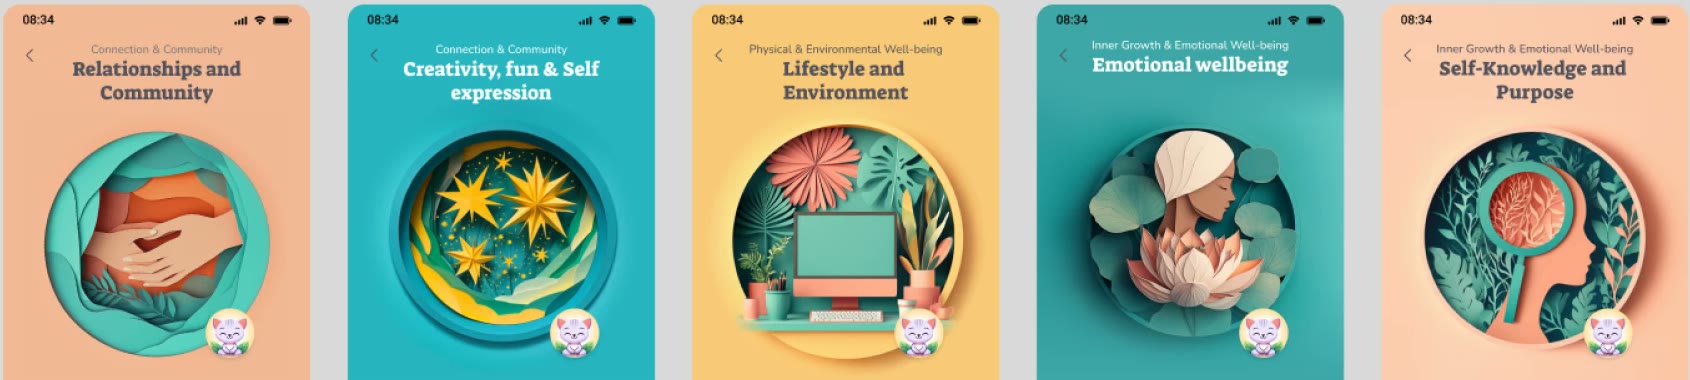 08:34
Connection & Community
Relationships and
Community
08:34
Connection & Community
Creativity, fun & Self
expression
08:34
Physical & Environmental Well-being
Lifestyle and
Environment
08:34
Inner Growth & Emotional Well-being
Emotional wellbeing
08:34
Inner Growth & Emotional Well-being
Self-Knowledge and
Purpose